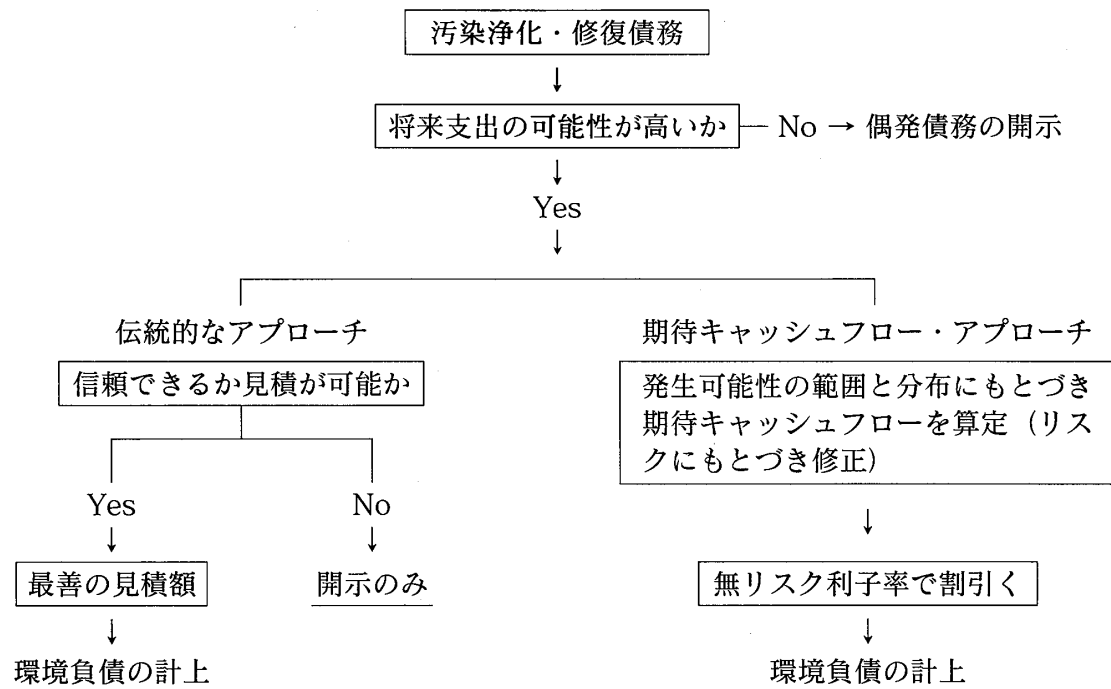 汚染浄化・修復債務
↓
将来支出の可能性が高いか — No → 偶発債務の開示
↓
Yes
↓
伝統的なアプローチ
信頼できるか見積が可能か
Yes
↓
最善の見積額
↓
環境負債の計上
No
↓
開示のみ
期待キャッシュフロー・アプローチ
発生可能性の範囲と分布にもとづき
期待キャッシュフローを算定（リス
クにもとづき修正）
↓
無リスク利子率で割引く
↓
環境負債の計上